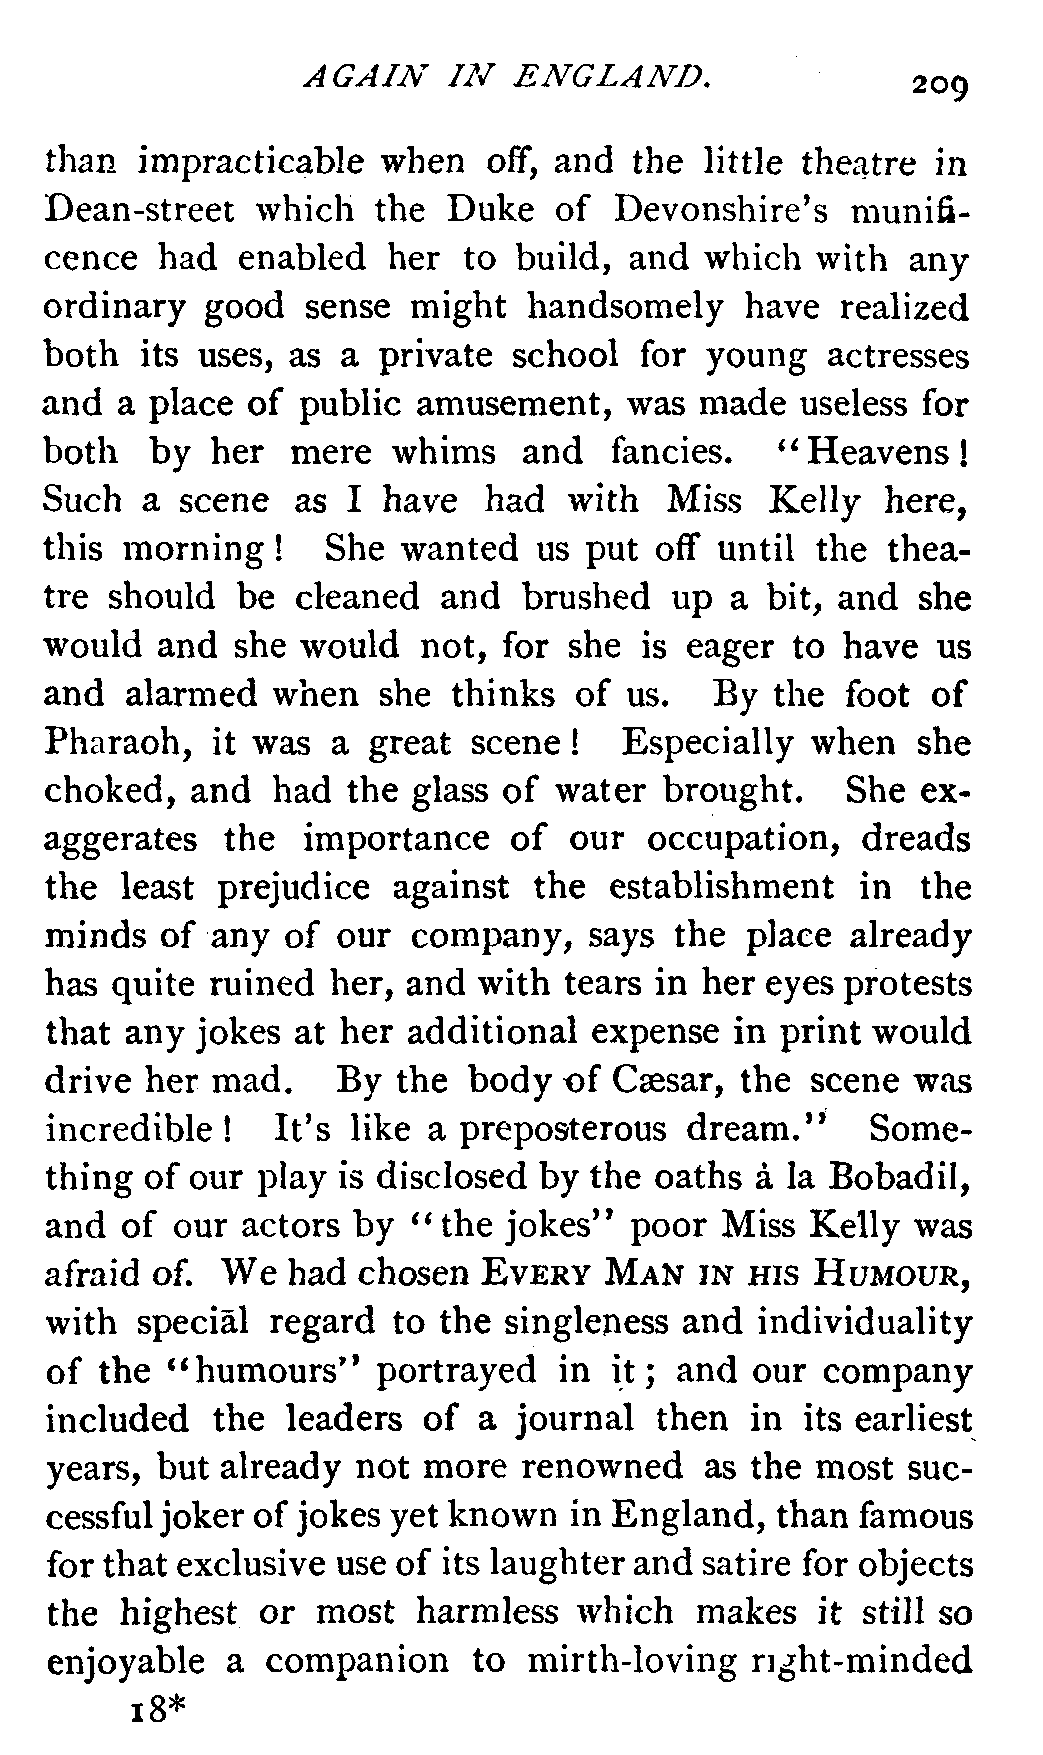 AGAIN IN ENGLAND. 209
than impracticable when off, and the little theatre in
Dean-street which the Duke of Devonshire's munifi-
cence had enabled her to build, and which with any
ordinary good sense might handsomely have realized
both its uses, as a private school for young actresses
and a place of public amusement, was made useless for
both by her mere whims and fancies. “Heavens!
Such a scene as I have had with Miss Kelly here,
this morning! She wanted us put off until the thea-
tre should be cleaned and brushed up a bit, and she
would and she would not, for she is eager to have us
and alarmed when she thinks of us. By the foot of
Pharaoh, it was a great scene! Especially when she
choked, and had the glass of water brought. She ex-
aggerates the importance of our occupation, dreads
the least prejudice against the establishment in the
minds of any of our company, says the place already
has quite ruined her, and with tears in her eyes protests
that any jokes at her additional expense in print would
drive her mad. By the body of Cæsar, the scene was
incredible! It's like a preposterous dream.” Some-
thing of our play is disclosed by the oaths à la Bobadil,
and of our actors by “the jokes” poor Miss Kelly was
afraid of. We had chosen EVERY MAN IN HIS HUMOUR,
with special regard to the singleness and individuality
of the “humours” portrayed in it; and our company
included the leaders of a journal then in its earliest
years, but already not more renowned as the most suc-
cessful joker of jokes yet known in England, than famous
for that exclusive use of its laughter and satire for objects
the highest or most harmless which makes it still so
enjoyable a companion to mirth-loving right-minded
18*